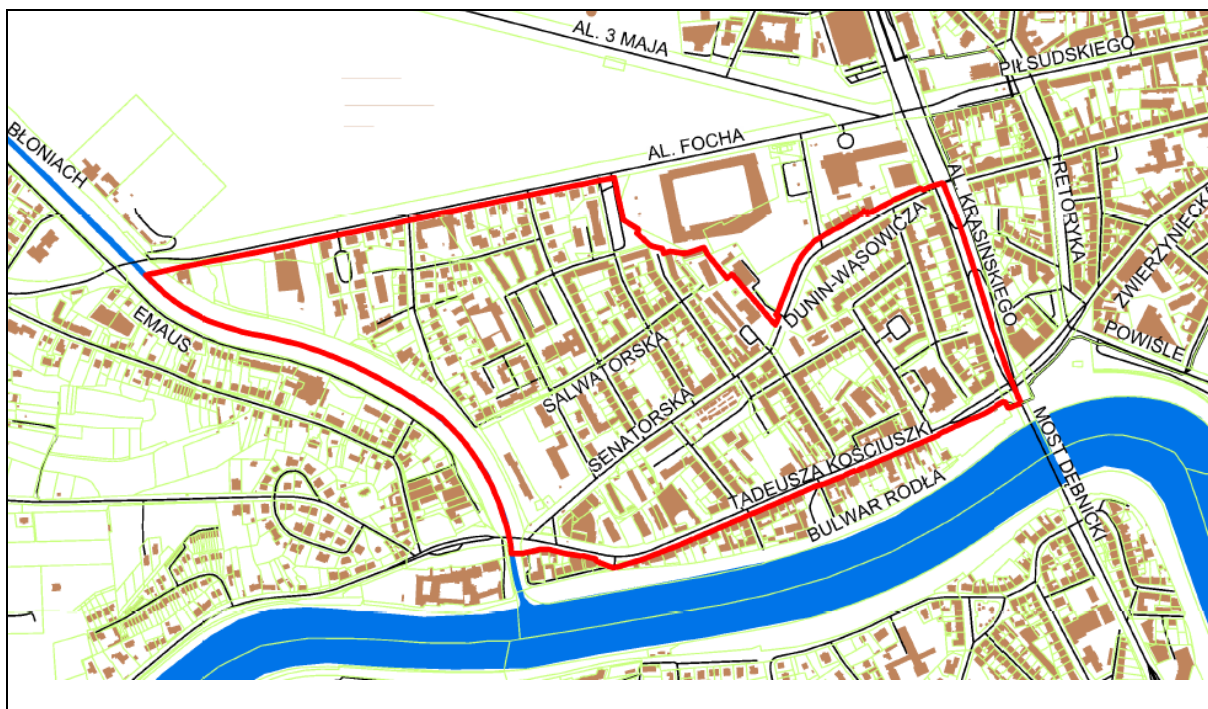 AL. 3 MAJA
PIŁSUDSKIEGO
BŁONIACH
AL. FOCHA
AL. KRASIŃSKIEGO
RETORYKA
ZWIERZYNIECK
DUNIN-WĄSOWICZA
EMAUS
POWIŚLE
SALWATORSKA
SENATORSKA
TADEUSZA KOŚCIUSZKI
MOST DĘBNICKI
BULWAR RODŁA